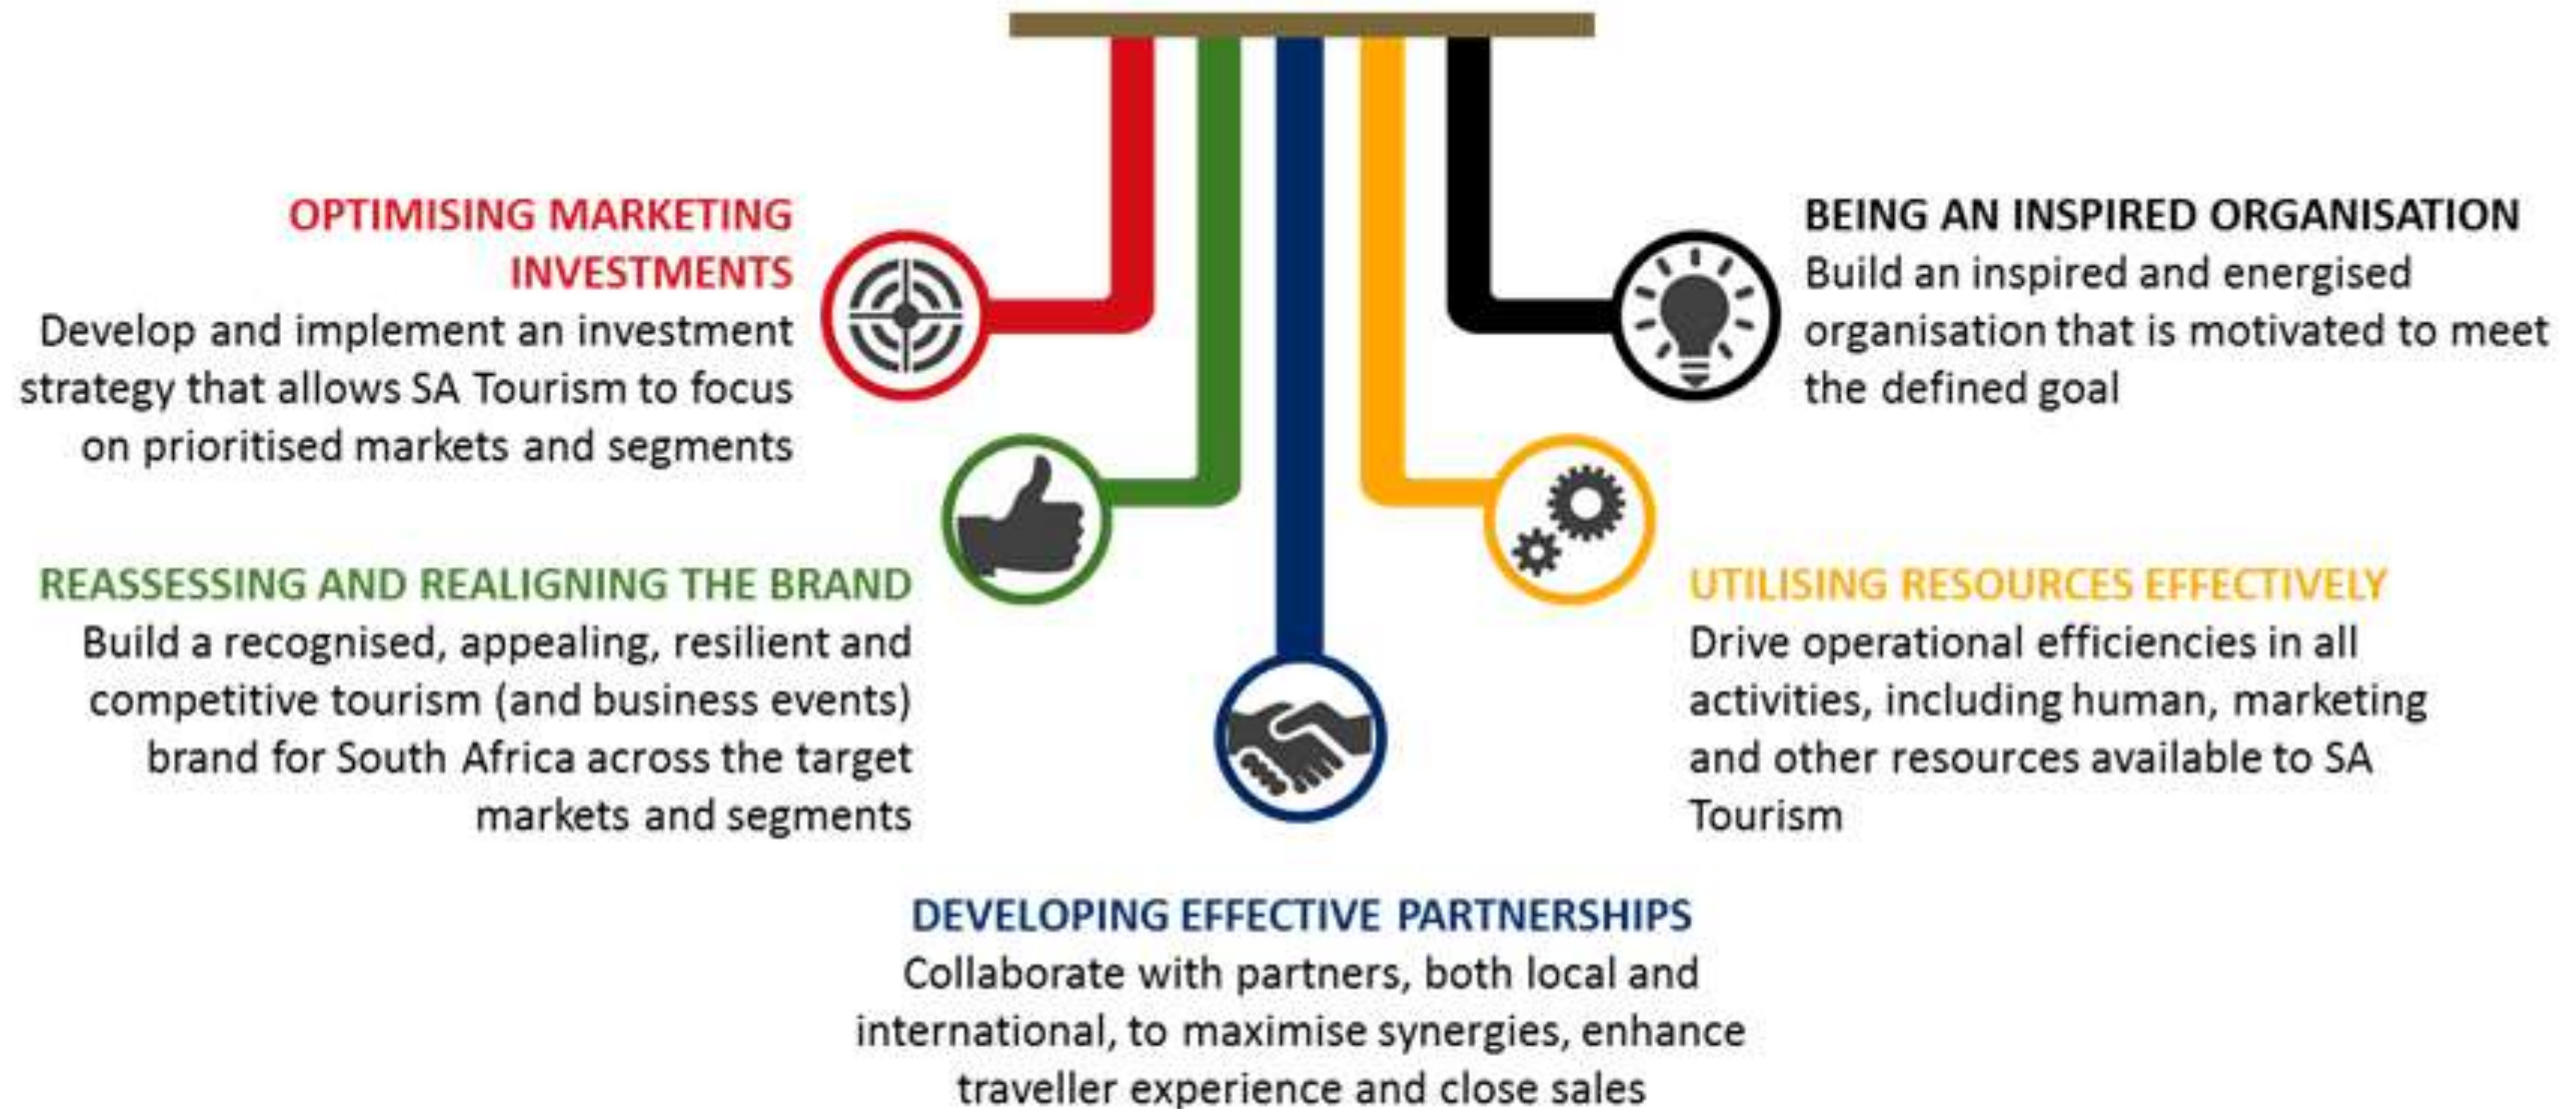 OPTIMISING MARKETING
INVESTMENTS
Develop and implement an investment
strategy that allows SA Tourism to focus
on prioritised markets and segments
REASSESSING AND REALIGNING THE BRAND
Build a recognised, appealing, resilient and
competitive tourism (and business events)
brand for South Africa across the target
markets and segments
DEVELOPING EFFECTIVE PARTNERSHIPS
Collaborate with partners, both local and
international, to maximise synergies, enhance
traveller experience and close sales
UTILISING RESOURCES EFFECTIVELY
Drive operational efficiencies in all
activities, including human, marketing
and other resources available to SA
Tourism
BEING AN INSPIRED ORGANISATION
Build an inspired and energised
organisation that is motivated to meet
the defined goal